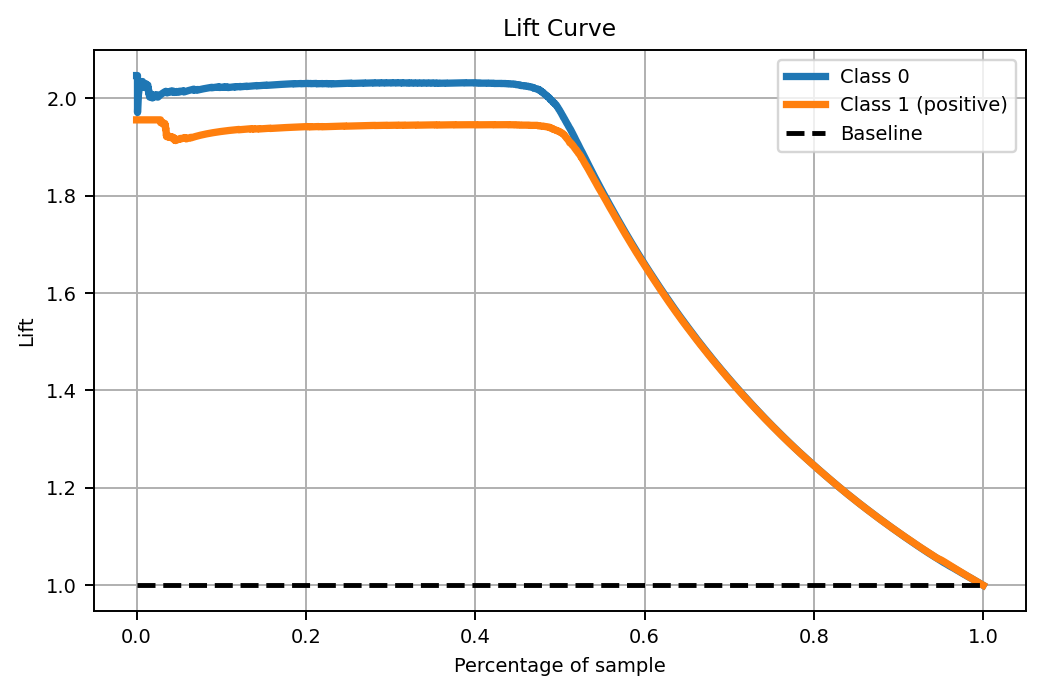 Lift Curve
Class 0
Class 1 (positive)
Baseline
Lift
2.0
1.8
1.6
1.4
1.2
1.0
0.0
0.2
0.4
0.6
0.8
1.0
Percentage of sample